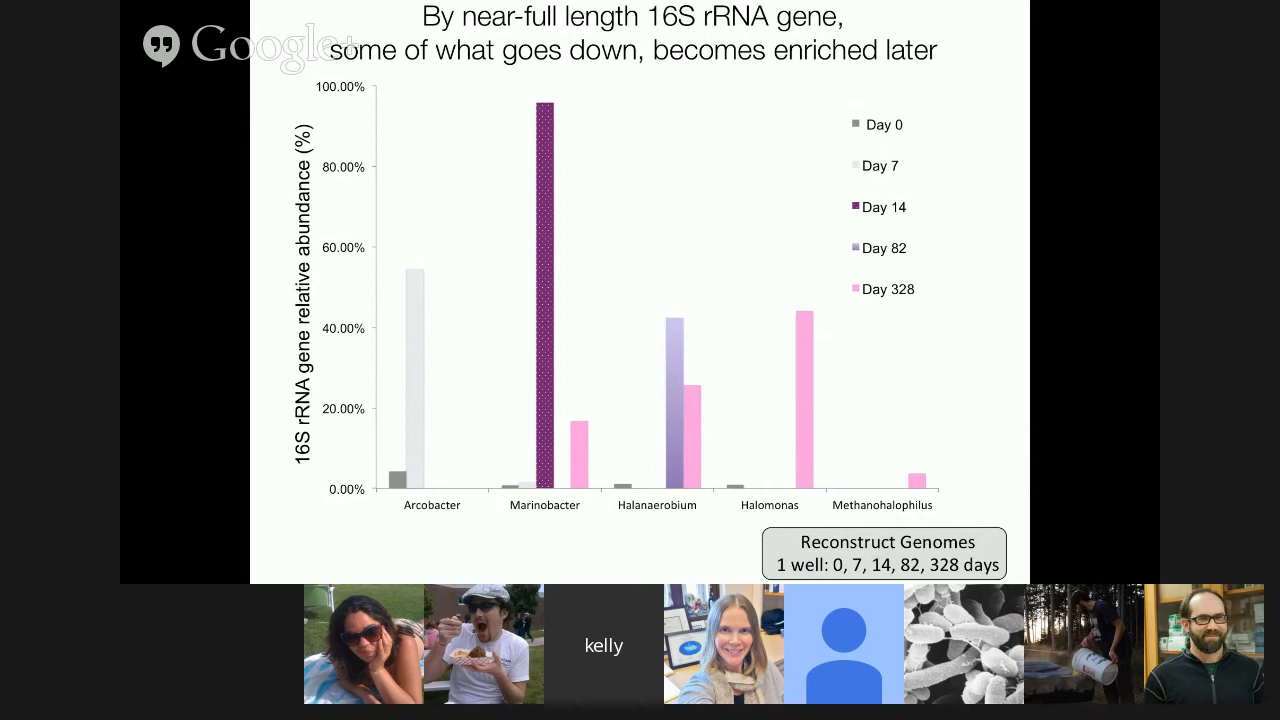 By near-full length 16S rRNA gene,
some of what goes down, becomes enriched later
Google+
100.00%
80.00%
60.00%
40.00%
20.00%
0.00%
16S rRNA gene relative abundance (%)
Day 0
Day 7
Day 14
Day 82
Day 328
Arcobacter
Marinobacter
Halanaerobium
Halomonas
Methanohalophilus
Reconstruct Genomes
1 well: 0, 7, 14, 82, 328 days
kelly